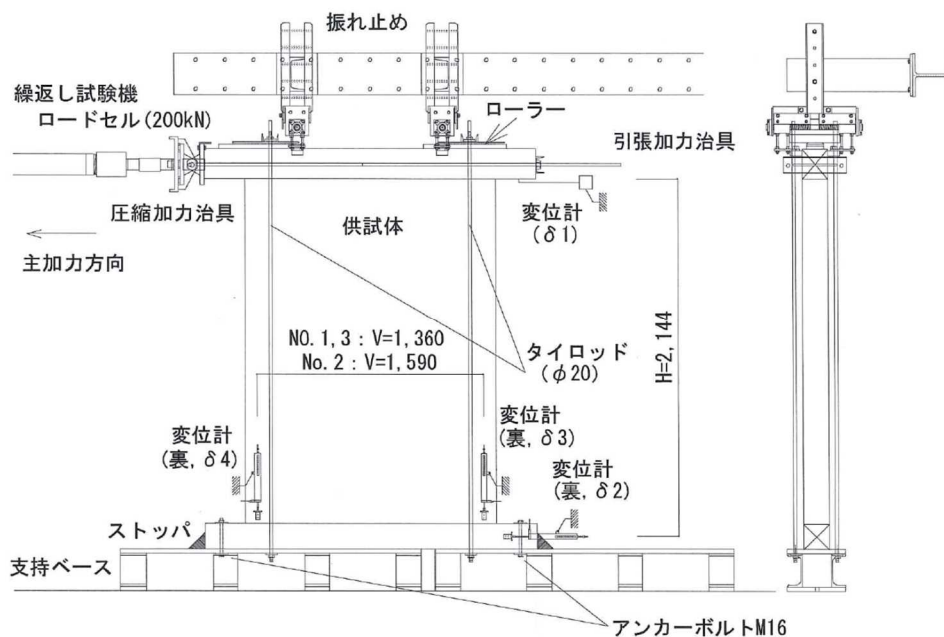 振れ止め
繰返し試験機
ロードセル(200kN)
ローラー
引張加力治具
圧縮加力治具
供試体
変位計
(δ1)
主加力方向
NO. 1, 3 : V=1,360
No. 2 : V=1,590
タイロッド
(φ20)
H=2,144
変位計
(裏, δ3)
変位計
(裏, δ4)
変位計
(裏, δ2)
ストッパ
支持ベース
アンカーボルトM16